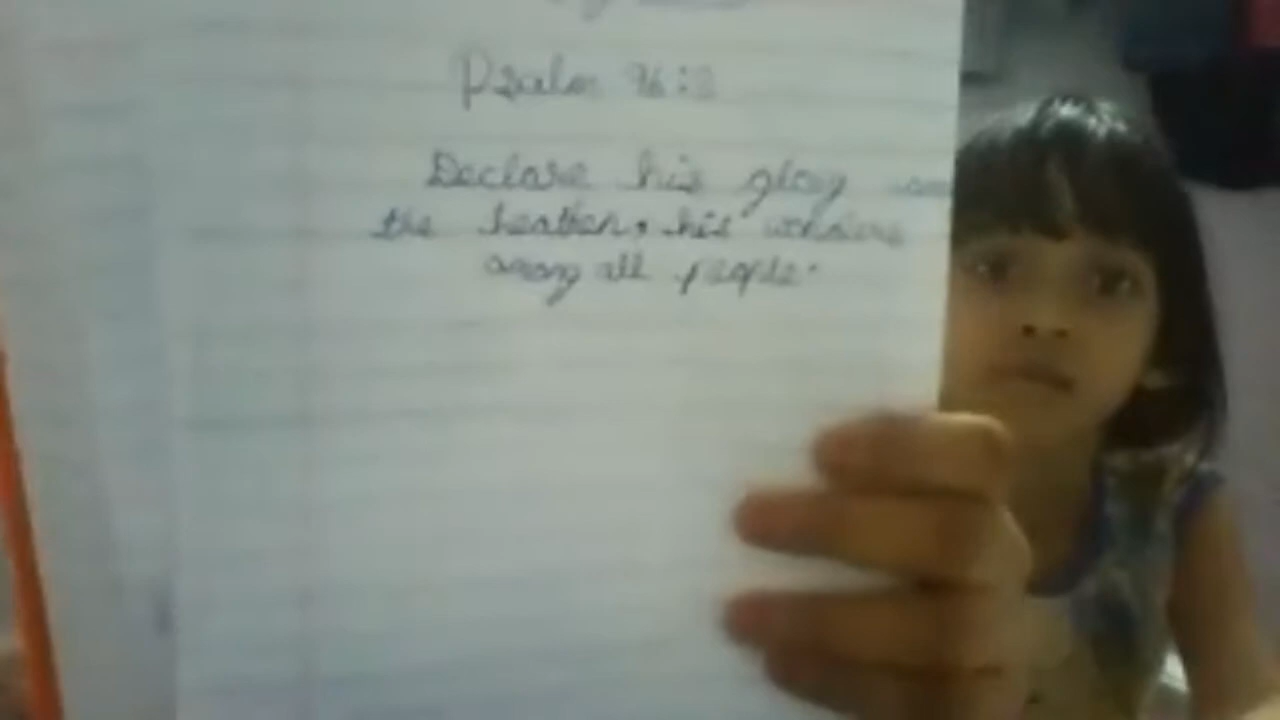 Psalm 96:3
Declare his glory
the heathen, his wonders
among all people.